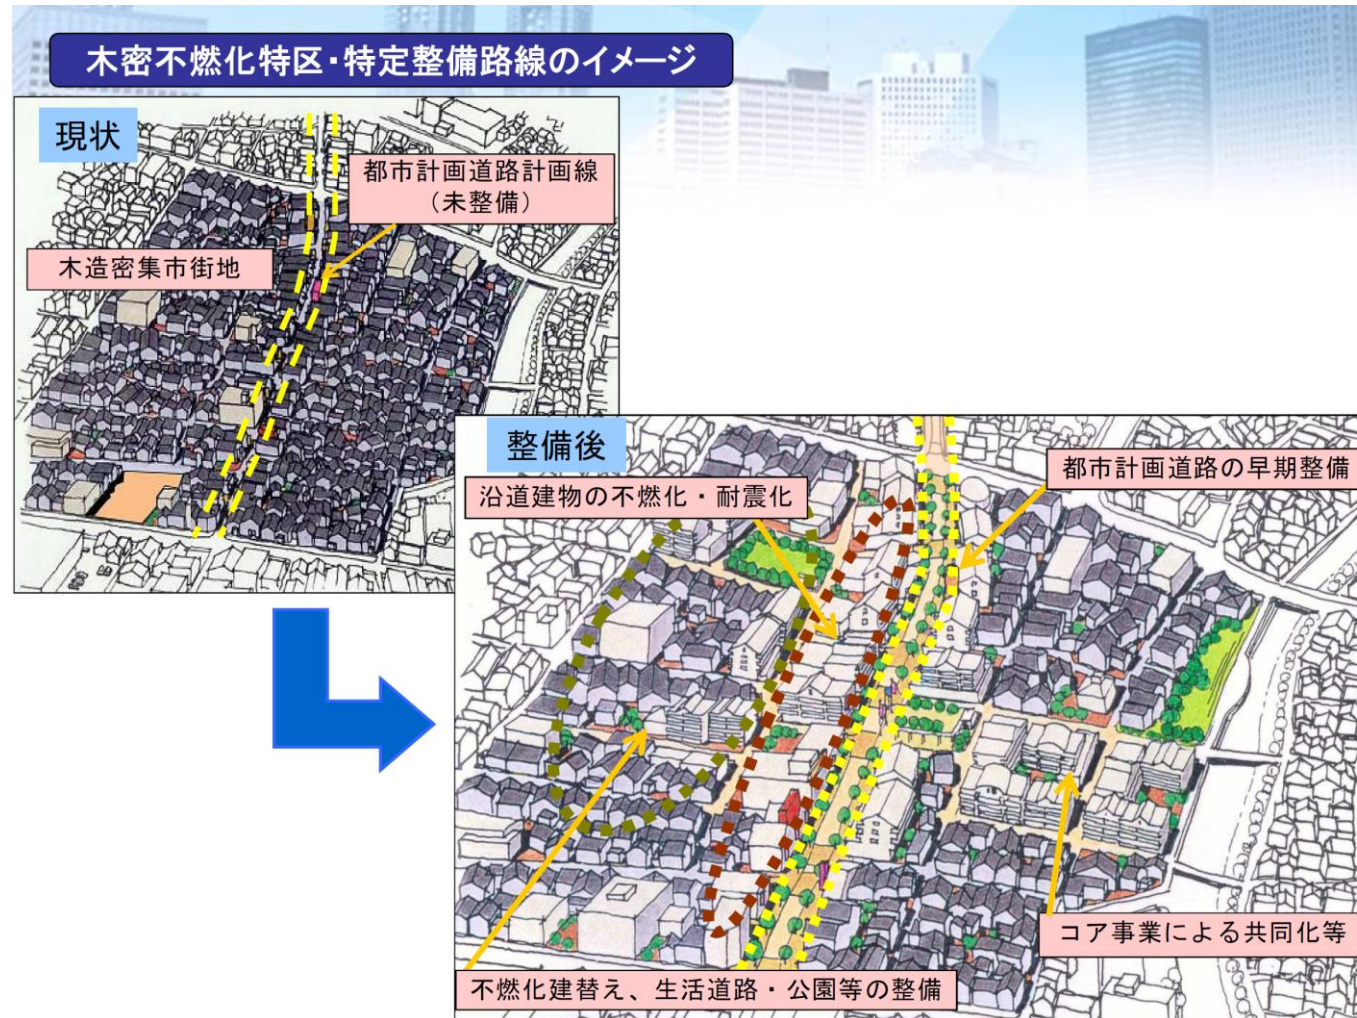 木密不燃化特区・特定整備路線のイメージ
現状
都市計画道路計画線
（未整備）
木造密集市街地
整備後
沿道建物の不燃化・耐震化
都市計画道路の早期整備
コア事業による共同化等
不燃化建替え、生活道路・公園等の整備